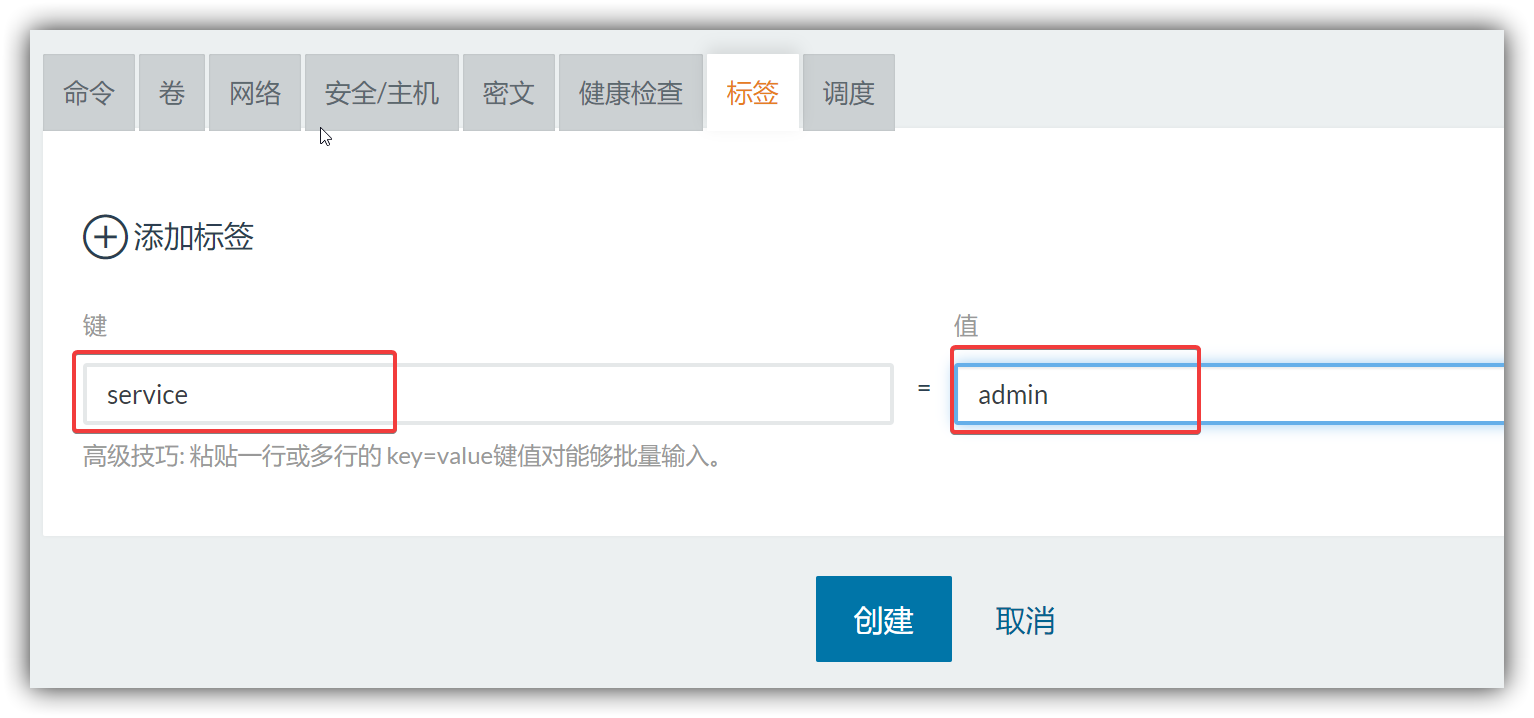 命令 卷 网络 安全/主机 密文 健康检查 标签 调度
添加标签
键 值
service = admin
高级技巧: 粘贴一行或多行的 key=value键值对能够批量输入。
创建 取消